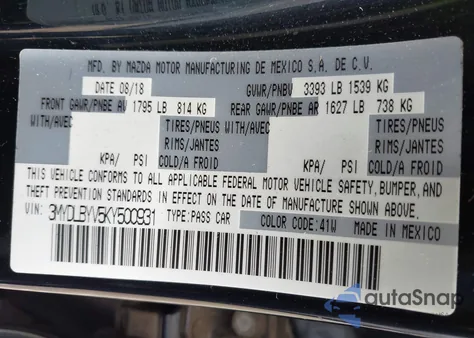 MFD. BY MAZDA MOTOR MANUFACTURING DE MEXICO S.A. DE C.V.
DATE 08/18 GVWR/PNBV 3393 LB 1539 KG
FRONT GAWR/PNBE AV 1795 LB 814 KG REAR GAWR/PNBE AR 1627 LB 738 KG
WITH/AVEC TIRES/PNEUS WITH/AVEC TIRES/PNEUS
RIMS/JANTES RIMS/JANTES
KPA/ PSI COLD/A FROID KPA/ PSI COLD/A FROID
THIS VEHICLE CONFORMS TO ALL APPLICABLE FEDERAL MOTOR VEHICLE SAFETY, BUMPER, AND
THEFT PREVENTION STANDARDS IN EFFECT ON THE DATE OF MANUFACTURE SHOWN ABOVE.
VIN: 3MYDLBYV5KY500931 TYPE:PASS CAR COLOR CODE: 41W MADE IN MEXICO
autoSnap